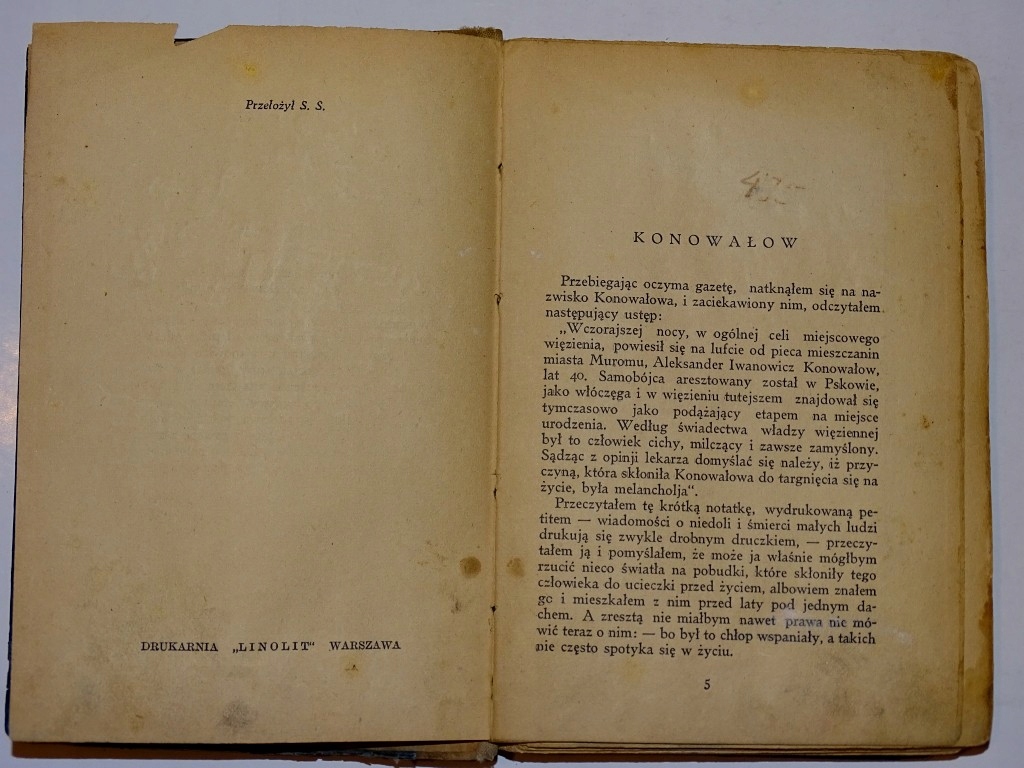 Przełożył S. S.
DRUKARNIA „LINOLIT“ WARSZAWA
KONOWAŁOW
Przebiegając oczyma gazetę, natknąłem się na na-
zwisko Konowałowa, i zaciekawiony nim, odczytałem
następujący ustęp:
„Wczorajszej nocy, w ogólnej celi miejscowego
więzienia, powiesił się na lufcie od pieca mieszczanin
miasta Muromu, Aleksander Iwanowicz Konowałow,
lat 40. Samobójca aresztowany został w Pskowie,
jako włóczęga i w więzieniu tutejszem znajdował się
tymczasowo jako podążający etapem na miejsce
urodzenia. Według świadectwa władzy więziennej
był to człowiek cichy, milczący i zawsze zamyślony.
Sądząc z opinji lekarza domyślać się należy, iż przy-
czyną, która skłoniła Konowałowa do targnięcia się na
życie, była melancholja“.
Przeczytałem tę krótką notatkę, wydrukowaną pe-
titem — wiadomości o niedoli i śmierci małych ludzi
drukują się zwykle drobnym druczkiem, — przeczy-
tałem ją i pomyślałem, że może ja właśnie mógłbym
rzucić nieco światła na pobudki, które skłoniły tego
człowieka do ucieczki przed życiem, albowiem znałem
go i mieszkałem z nim przed laty pod jednym da-
chem. A zresztą nie miałbym nawet prawa nie mó-
wić teraz o nim: — bo był to chłop wspaniały, a takich
nie często spotyka się w życiu.
5